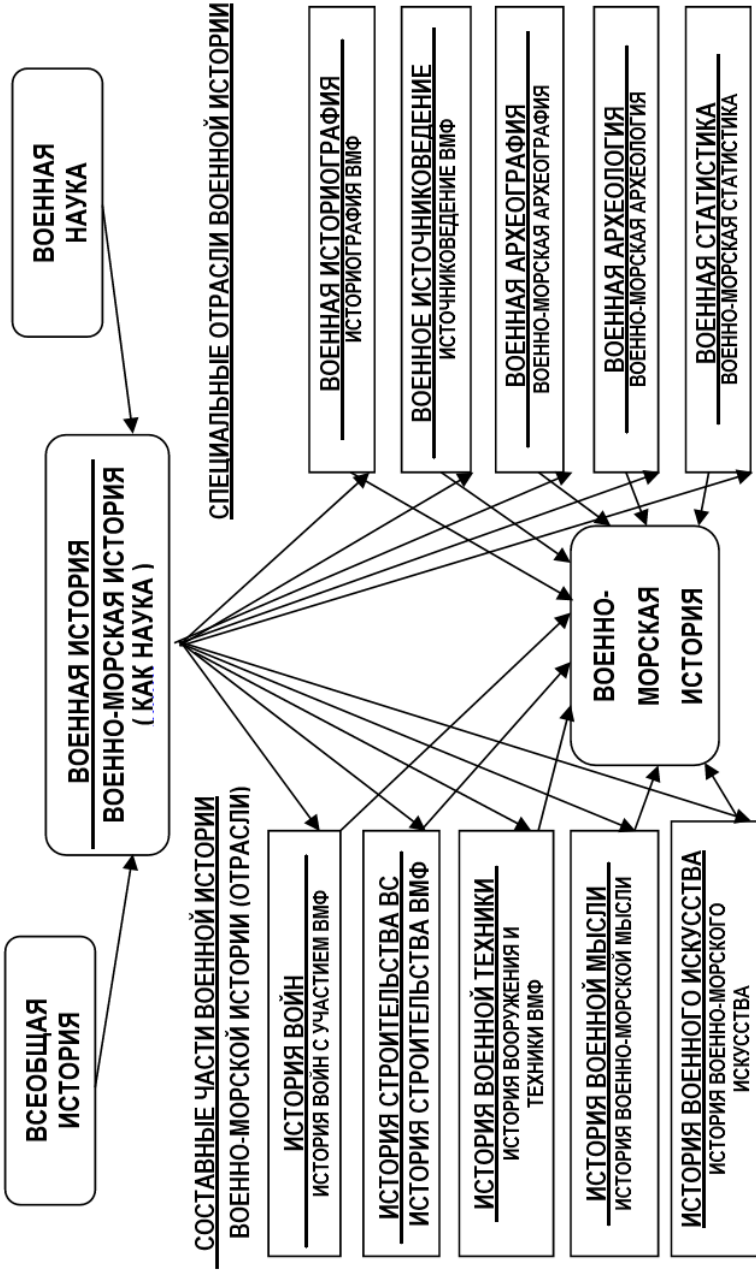 ВСЕОБЩАЯ
ИСТОРИЯ
ВОЕННАЯ ИСТОРИЯ
ВОЕННО-МОРСКАЯ ИСТОРИЯ
( КАК НАУКА )
ВОЕННАЯ
НАУКА
СОСТАВНЫЕ ЧАСТИ ВОЕННОЙ ИСТОРИИ
ВОЕННО-МОРСКОЙ ИСТОРИИ (ОТРАСЛИ)
ИСТОРИЯ ВОЙН
ИСТОРИЯ ВОЙН С УЧАСТИЕМ ВМФ
ИСТОРИЯ СТРОИТЕЛЬСТВА ВС
ИСТОРИЯ СТРОИТЕЛЬСТВА ВМФ
ИСТОРИЯ ВОЕННОЙ ТЕХНИКИ
ИСТОРИЯ ВООРУЖЕНИЯ И
ТЕХНИКИ ВМФ
ИСТОРИЯ ВОЕННОЙ МЫСЛИ
ИСТОРИЯ ВОЕННО-МОРСКОЙ МЫСЛИ
ИСТОРИЯ ВОЕННОГО ИСКУССТВА
ИСТОРИЯ ВОЕННО-МОРСКОГО
ИСКУССТВА
ВОЕННО-
МОРСКАЯ
ИСТОРИЯ
СПЕЦИАЛЬНЫЕ ОТРАСЛИ ВОЕННОЙ ИСТОРИИ
ВОЕННАЯ ИСТОРИОГРАФИЯ
ИСТОРИОГРАФИЯ ВМФ
ВОЕННОЕ ИСТОЧНИКОВЕДЕНИЕ
ИСТОЧНИКОВЕДЕНИЕ ВМФ
ВОЕННАЯ АРХЕОГРАФИЯ
ВОЕННО-МОРСКАЯ АРХЕОГРАФИЯ
ВОЕННАЯ АРХЕОЛОГИЯ
ВОЕННО-МОРСКАЯ АРХЕОЛОГИЯ
ВОЕННАЯ СТАТИСТИКА
ВОЕННО-МОРСКАЯ СТАТИСТИКА